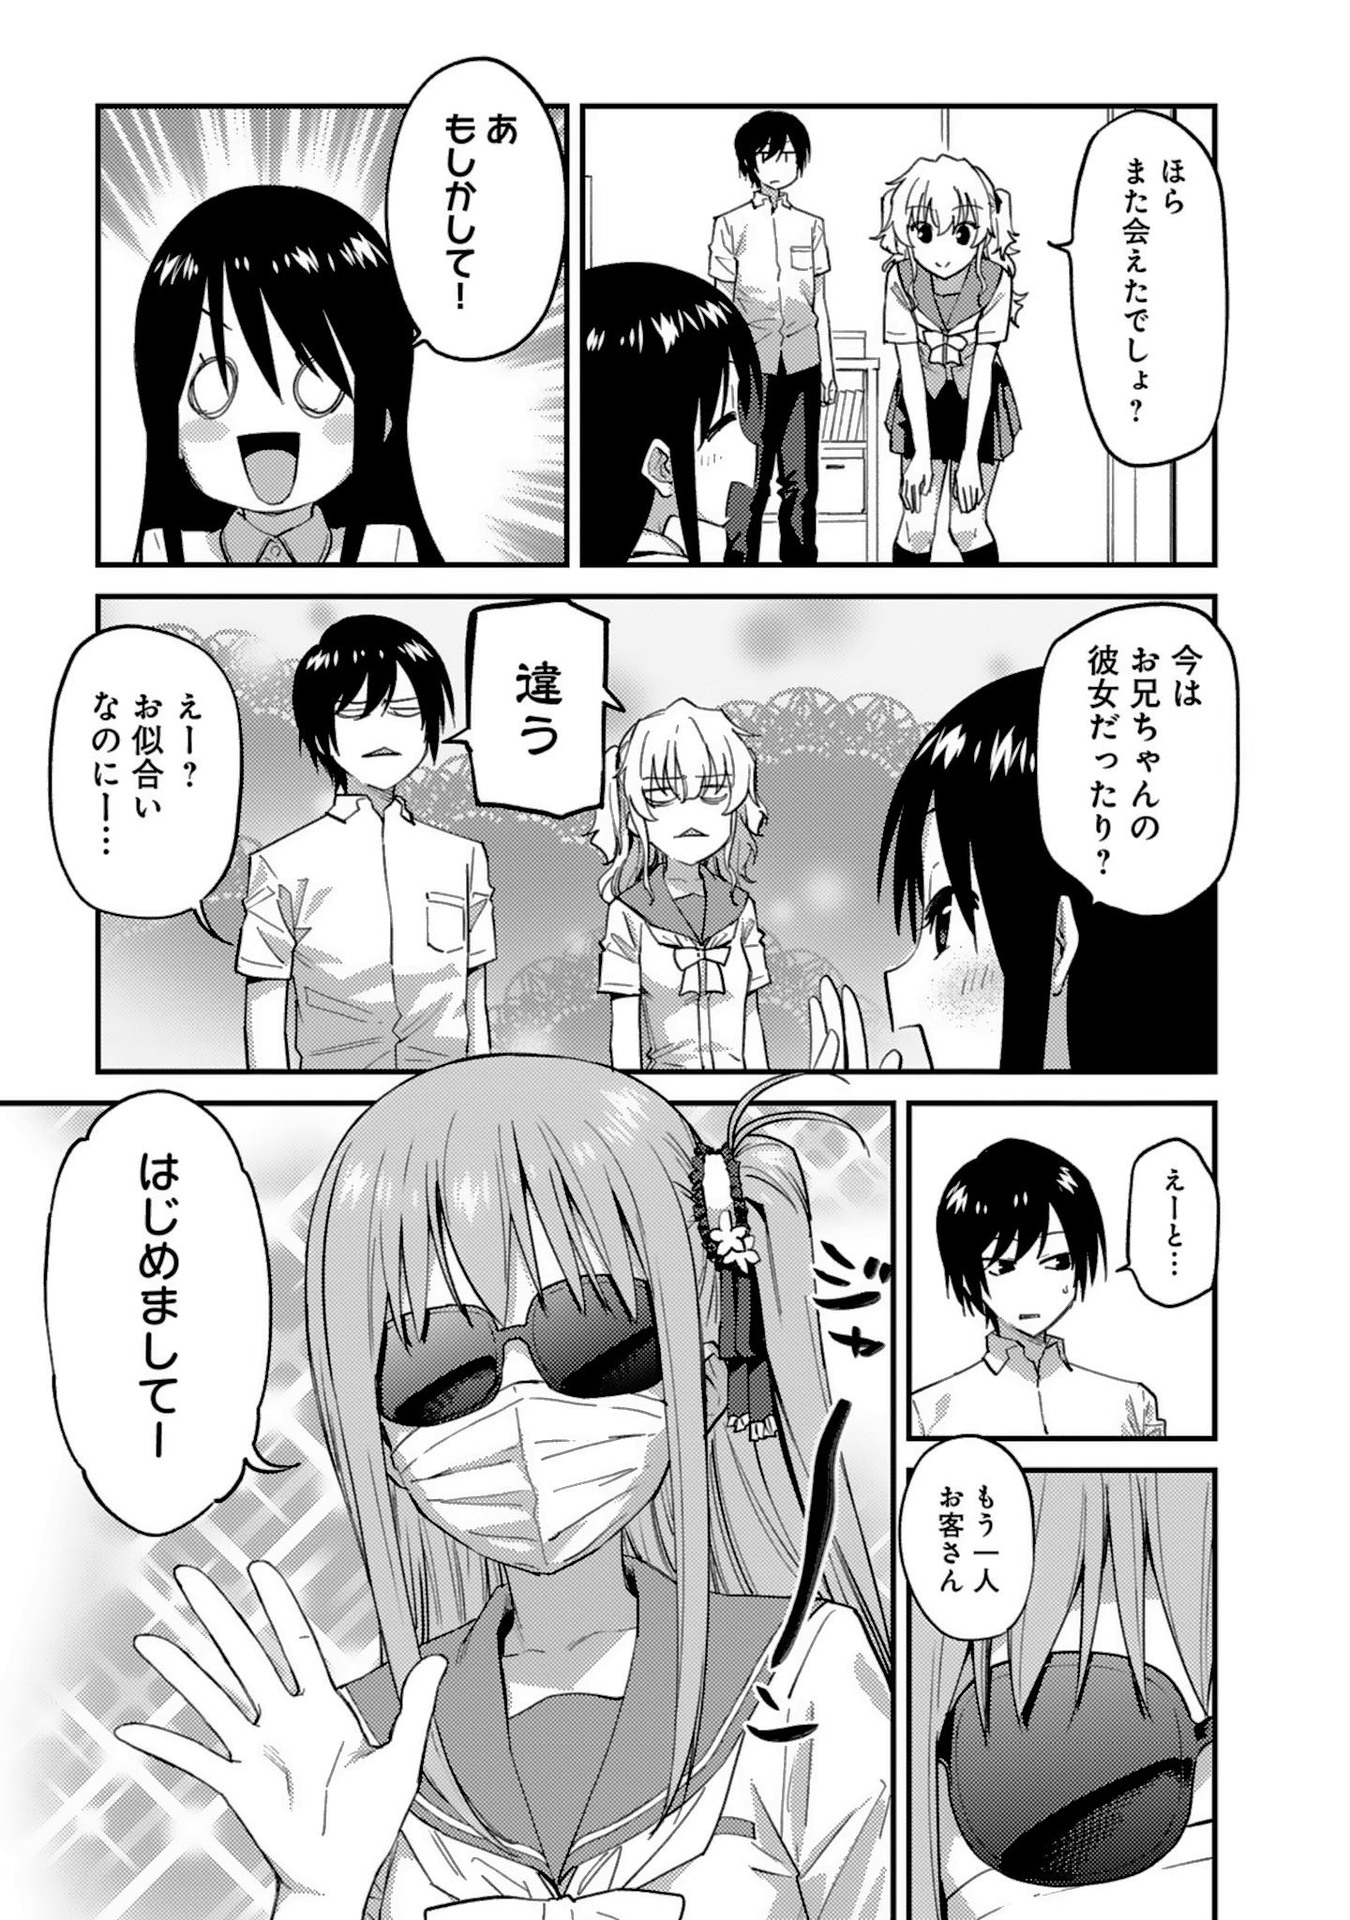 ほら
また会えたでしょ？
あ
もしかして！
今は
お兄ちゃんの
彼女だったり？
違う
えー？
お似合い
なのにー…
えーと…
もう一人
お客さん
ジャーン
はじめましてー